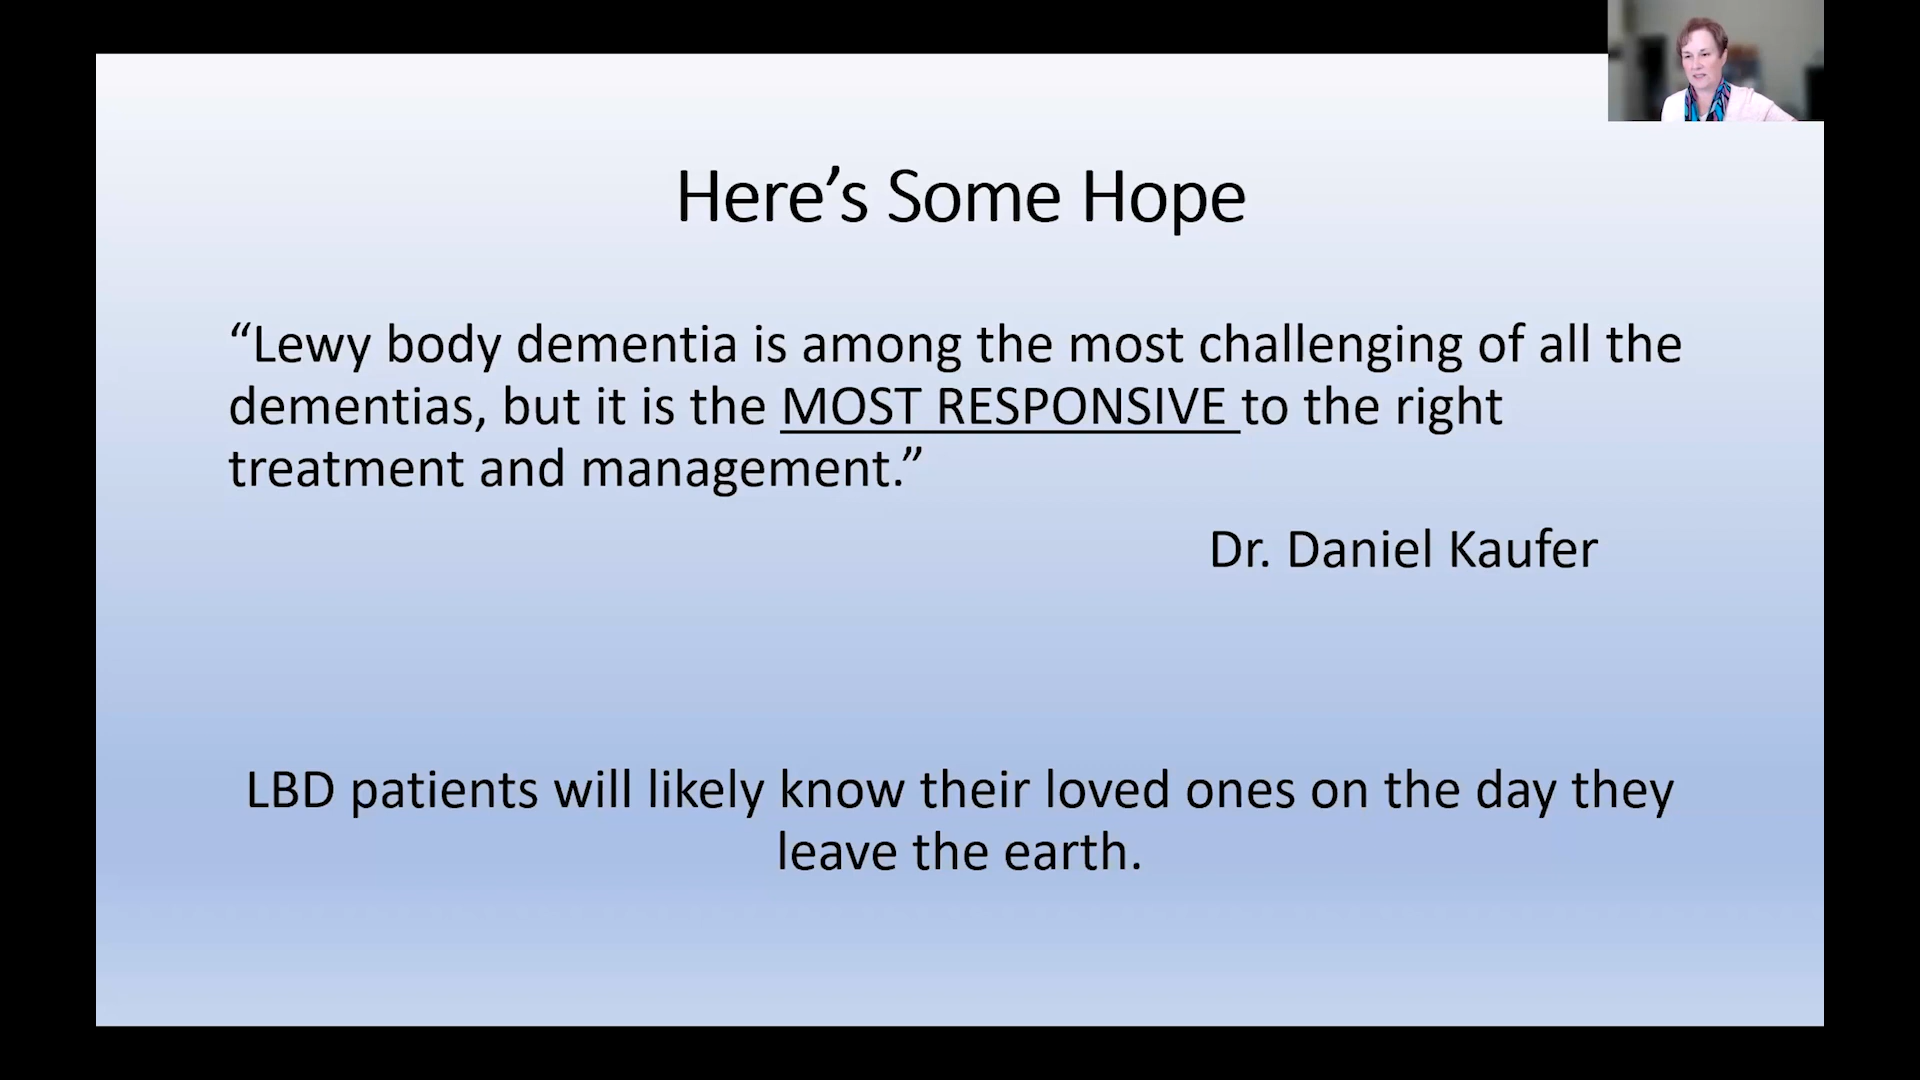 Here’s Some Hope
“Lewy body dementia is among the most challenging of all the
dementias, but it is the MOST RESPONSIVE to the right
treatment and management.”
Dr. Daniel Kaufer
LBD patients will likely know their loved ones on the day they
leave the earth.